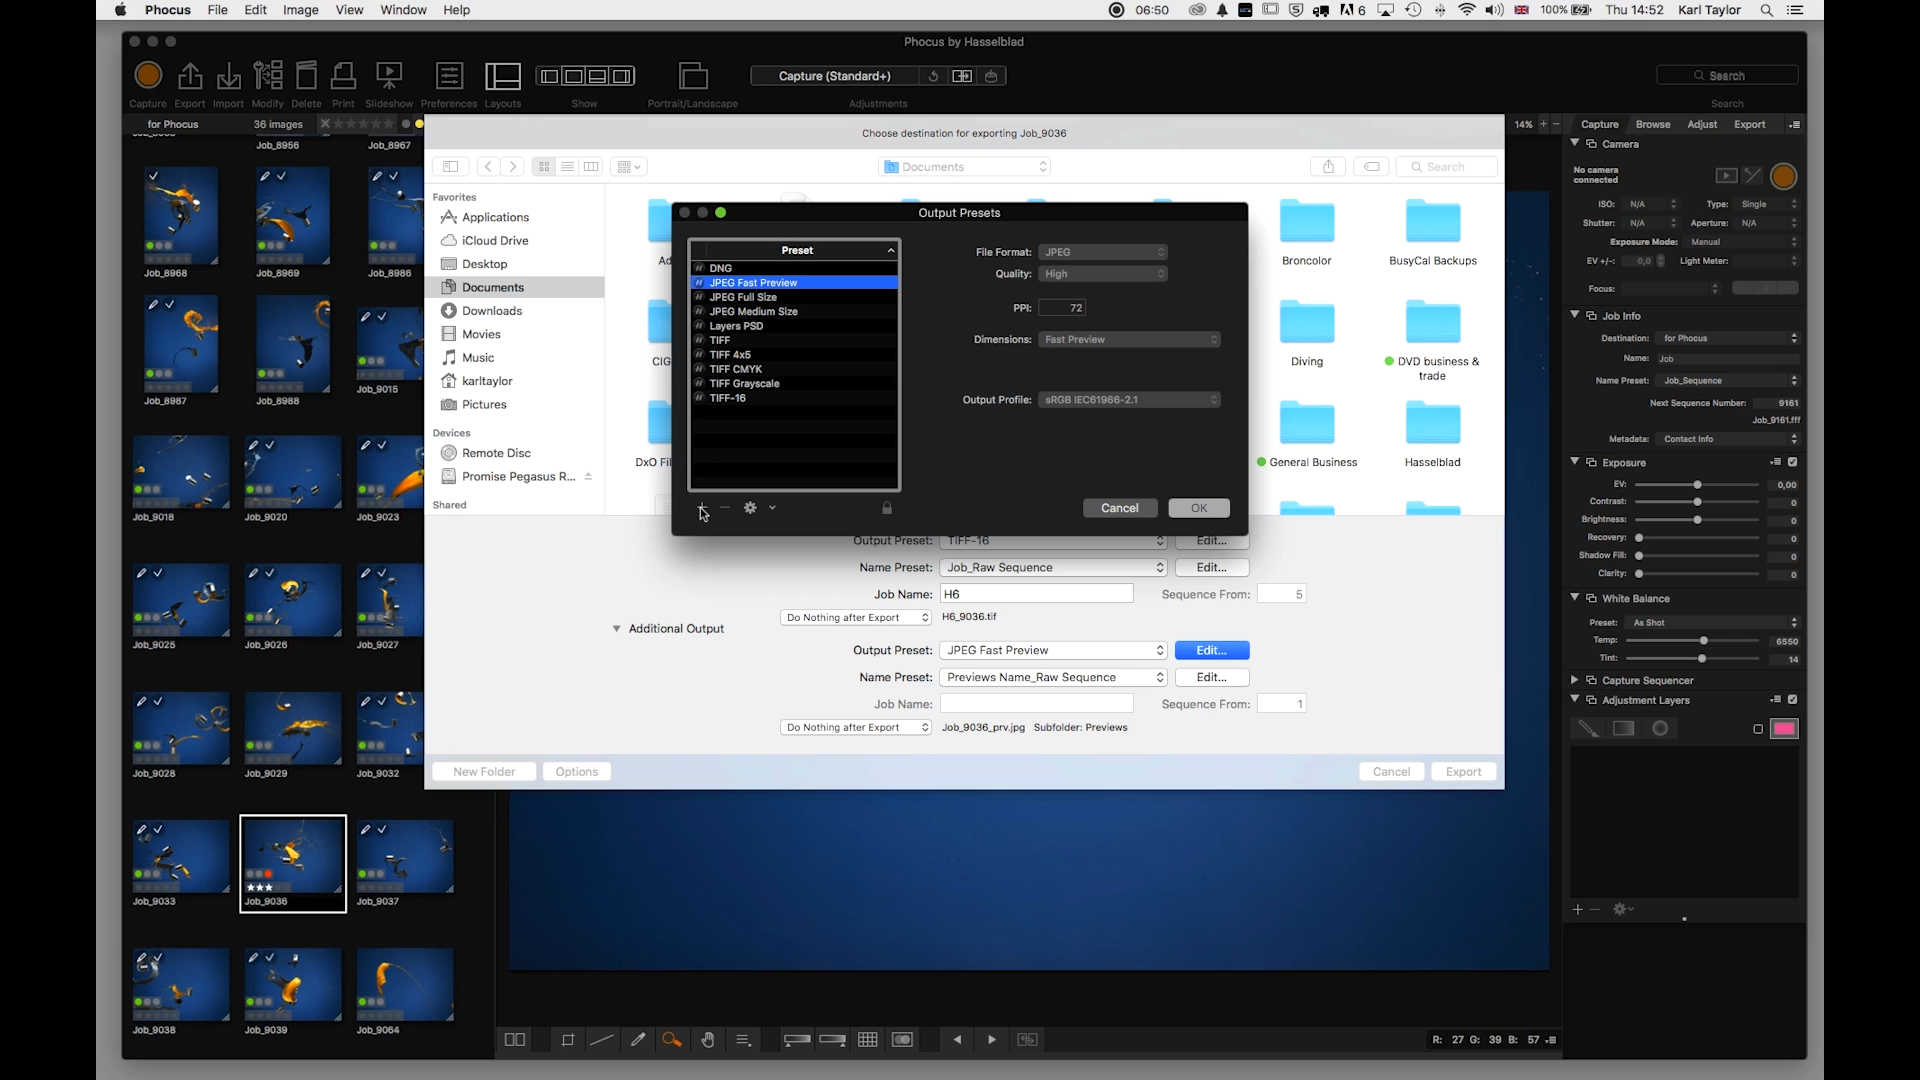 Phocus File Edit Image View Window Help
06:50
6
100%
Thu 14:52 Karl Taylor
Phocus by Hasselblad
Capture Export Import Modify Delete Print Slideshow Preferences Layouts Show Portrait/Landscape
Capture (Standard+)
Adjustments
Search
Search
for Phocus 36 images
Job_8956 Job_8967
Job_8968 Job_8969 Job_8986
Job_8987 Job_8988 Job_9015
Job_9018 Job_9020 Job_9023
Job_9025 Job_9026 Job_9027
Job_9028 Job_9029 Job_9032
Job_9033 Job_9036 Job_9037
Job_9038 Job_9039 Job_9064
Choose destination for exporting Job_9036
Documents
Search
Favorites
Applications
iCloud Drive
Desktop
Documents
Downloads
Movies
Music
karltaylor
Pictures
Devices
Remote Disc
Promise Pegasus R...
Shared
Ad
CIG
DxO Fil
Broncolor BusyCal Backups
Diving DVD business & trade
General Business Hasselblad
Output Presets
Preset
DNG
JPEG Fast Preview
JPEG Full Size
JPEG Medium Size
Layers PSD
TIFF
TIFF 4x5
TIFF CMYK
TIFF Grayscale
TIFF-16
File Format: JPEG
Quality: High
PPI: 72
Dimensions: Fast Preview
Output Profile: sRGB IEC61966-2.1
Cancel OK
Output Preset: TIFF-16 Edit...
Name Preset: Job_Raw Sequence Edit...
Job Name: H6 Sequence From: 5
Do Nothing after Export H6_9036.tif
Additional Output
Output Preset: JPEG Fast Preview Edit...
Name Preset: Previews Name_Raw Sequence Edit...
Job Name: Sequence From: 1
Do Nothing after Export Job_9036_prv.jpg Subfolder: Previews
New Folder Options Cancel Export
14% + −
Capture Browse Adjust Export
Camera
No camera connected
ISO: N/A Type: Single
Shutter: N/A Aperture: N/A
Exposure Mode: Manual
EV +/-: 0,0 Light Meter:
Focus:
Job Info
Destination: for Phocus
Name: Job
Name Preset: Job_Sequence
Next Sequence Number: 9161
Job_9161.fff
Metadata: Contact Info
Exposure
EV: 0,00
Contrast: 0
Brightness: 0
Recovery: 0
Shadow Fill: 0
Clarity: 0
White Balance
Preset: As Shot
Temp: 6550
Tint: 14
Capture Sequencer
Adjustment Layers
R: 27 G: 39 B: 57